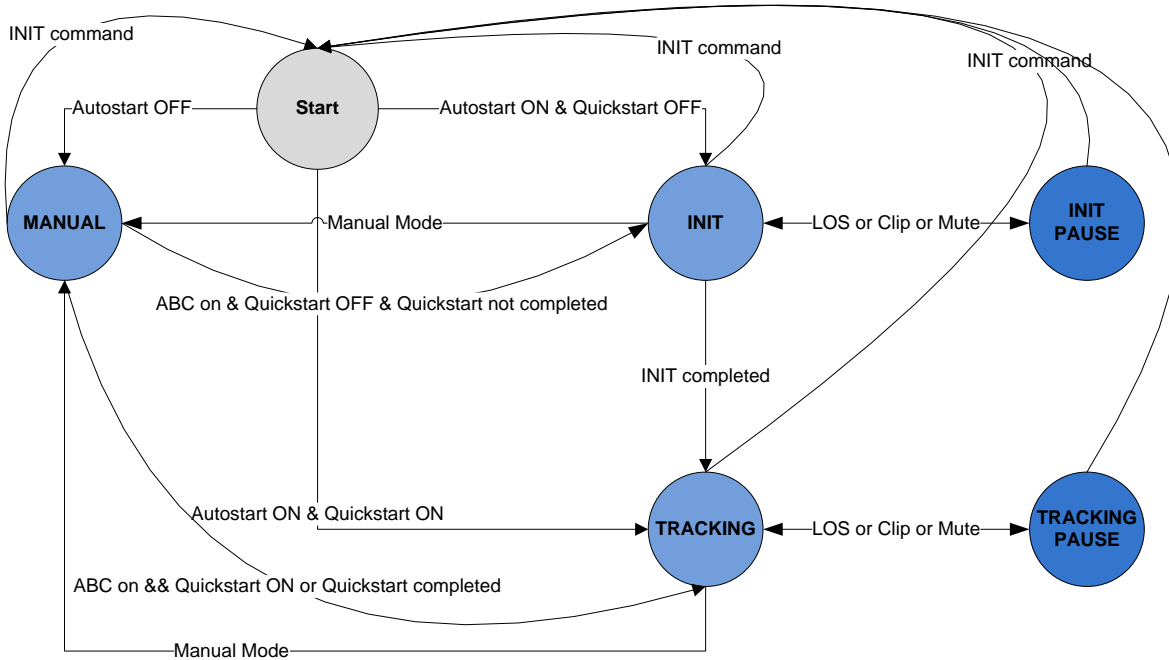 INIT command
INIT command
INIT command
Start
Autostart OFF
Autostart ON & Quickstart OFF
MANUAL
Manual Mode
INIT
LOS or Clip or Mute
INIT
PAUSE
ABC on & Quickstart OFF & Quickstart not completed
INIT completed
Autostart ON & Quickstart ON
TRACKING
LOS or Clip or Mute
TRACKING
PAUSE
ABC on && Quickstart ON or Quickstart completed
Manual Mode